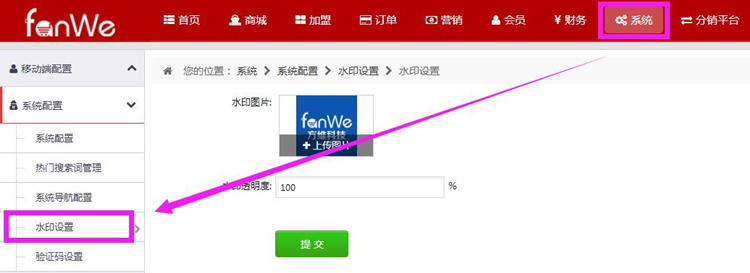 fanWe
首页 商城 加盟 订单 营销 会员 ¥财务 系统 分销平台
移动端配置
您的位置： 系统 > 系统配置 > 水印设置 > 水印设置
系统配置
系统配置
热门搜索词管理
系统导航配置
水印设置
验证码设置
水印图片:
fanWe
方维科技
+上传图片
水印透明度: 100 %
提 交